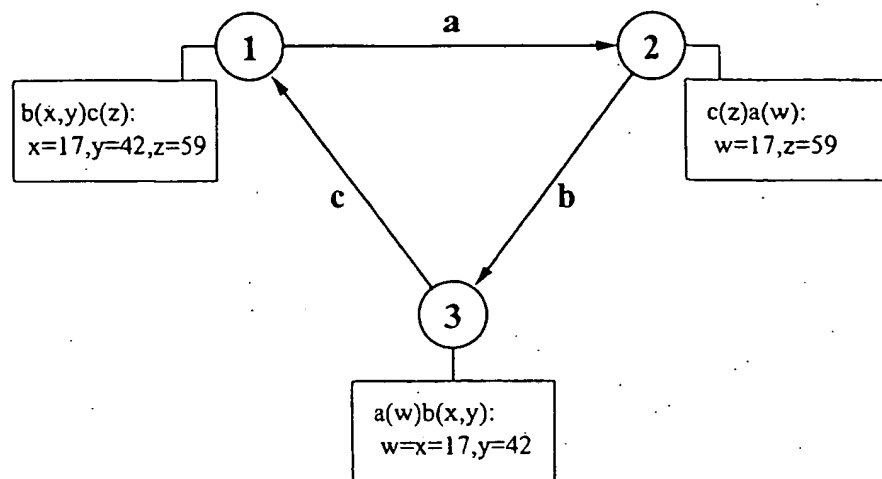 a
1
2
b(x,y)c(z):
x=17,y=42,z=59
c(z)a(w):
w=17,z=59
c
b
3
a(w)b(x,y):
w=x=17,y=42